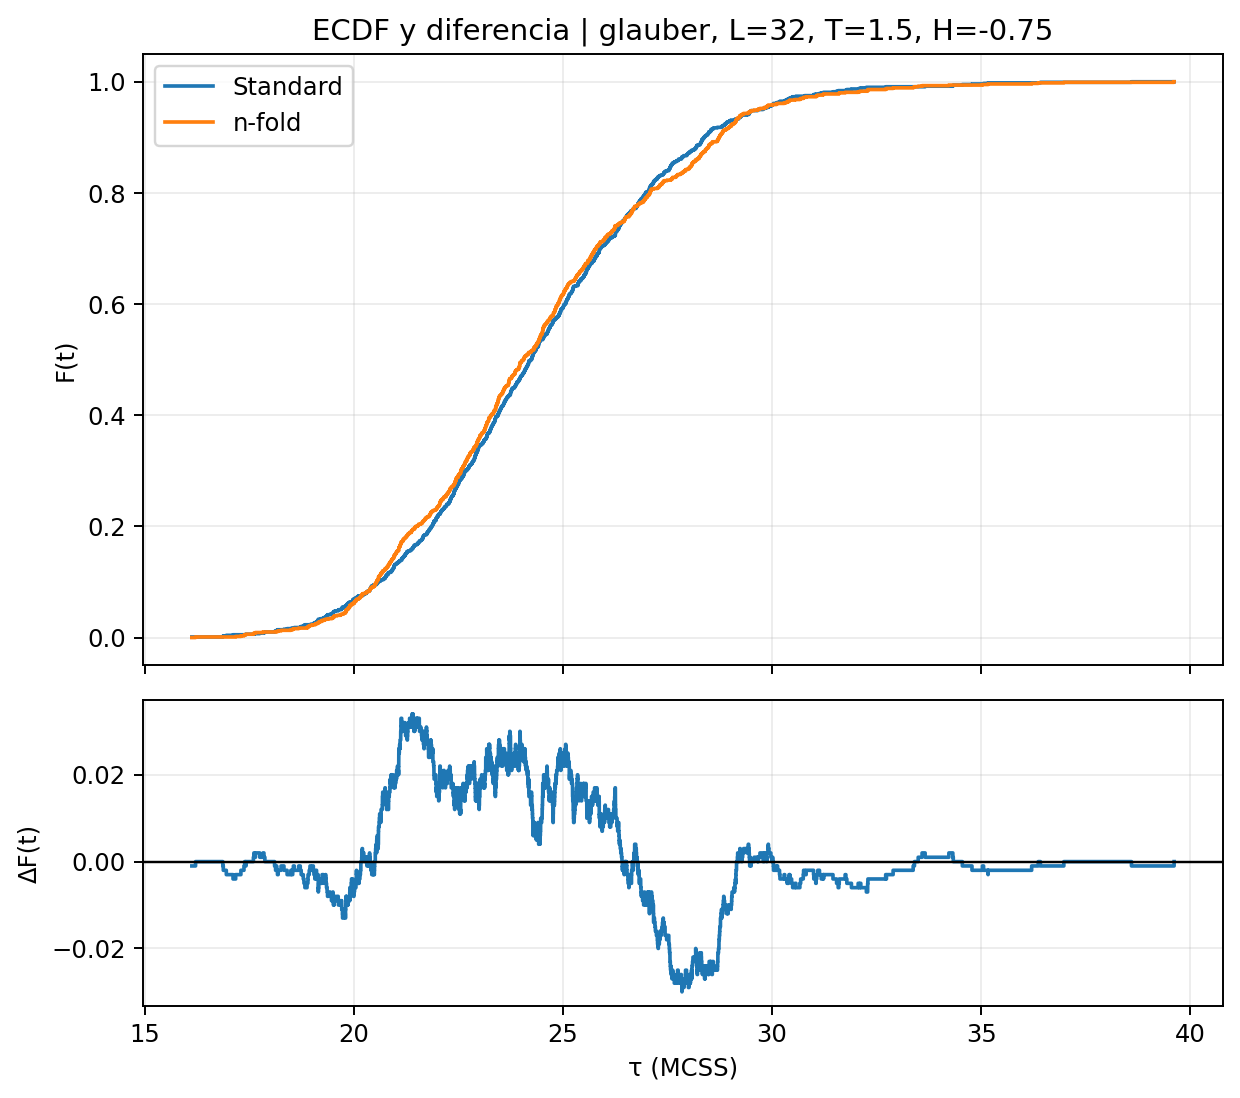 ECDF y diferencia | glauber, L=32, T=1.5, H=-0.75
Standard
n-fold
1.0
0.8
0.6
0.4
0.2
0.0
F(t)
0.02
0.00
−0.02
ΔF(t)
15 20 25 30 35 40
τ (MCSS)